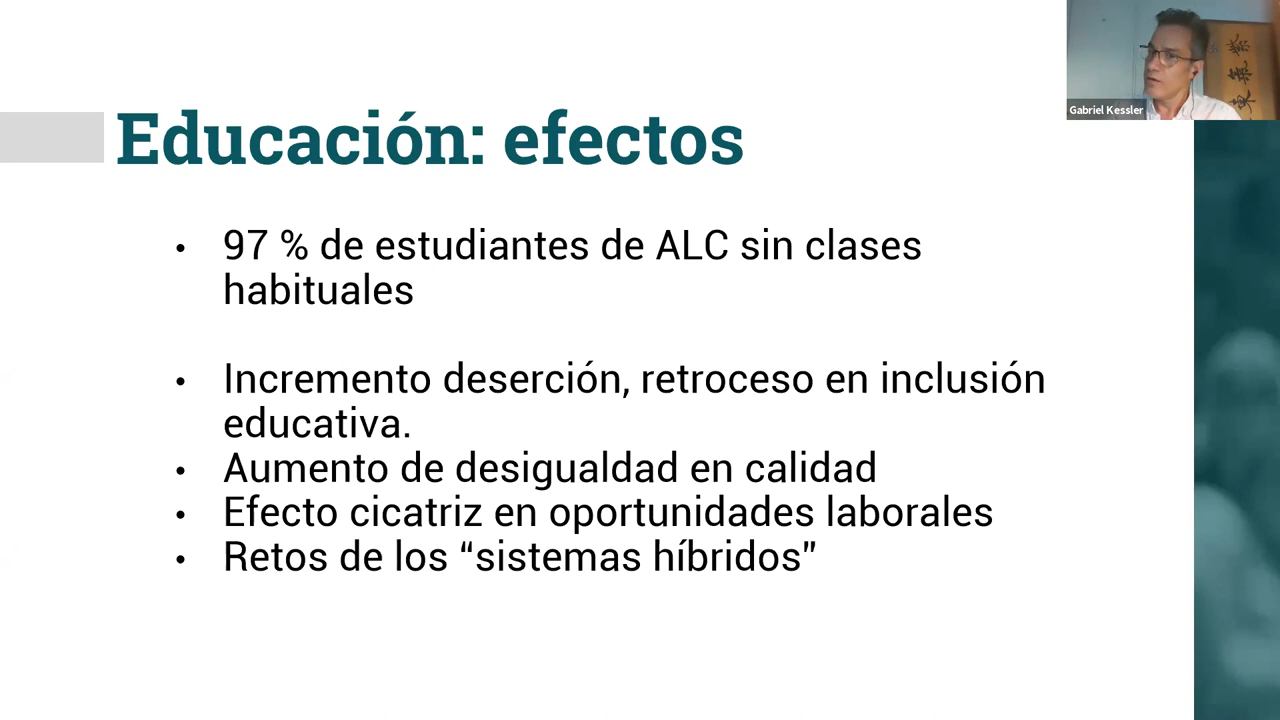 Gabriel Kessler
Educación: efectos
• 97 % de estudiantes de ALC sin clases
habituales
• Incremento deserción, retroceso en inclusión
educativa.
• Aumento de desigualdad en calidad
• Efecto cicatriz en oportunidades laborales
• Retos de los “sistemas híbridos”